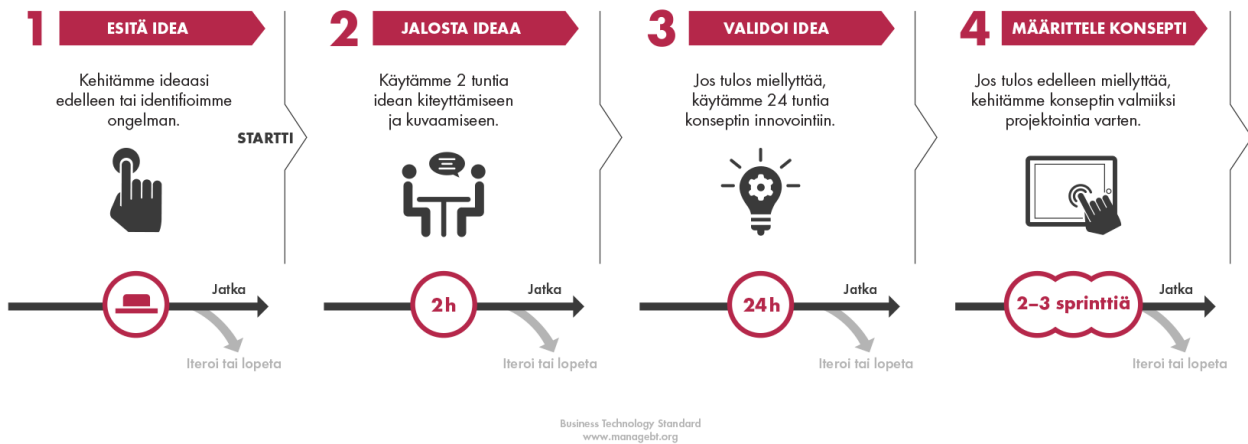 1 ESITÄ IDEA
Kehitämme ideaasi
edelleen tai identifioimme
ongelman.
STARTTI
Jatka
Iteroi tai lopeta
2 JALOSTA IDEAA
Käytämme 2 tuntia
idean kiteyttämiseen
ja kuvaamiseen.
2h
Jatka
Iteroi tai lopeta
3 VALIDOI IDEA
Jos tulos miellyttää,
käytämme 24 tuntia
konseptin innovointiin.
24h
Jatka
Iteroi tai lopeta
4 MÄÄRITTELE KONSEPTI
Jos tulos edelleen miellyttää,
kehitämme konseptin valmiiksi
projektointia varten.
2–3 sprinttiä
Jatka
Iteroi tai lopeta
Business Technology Standard
www.managebt.org